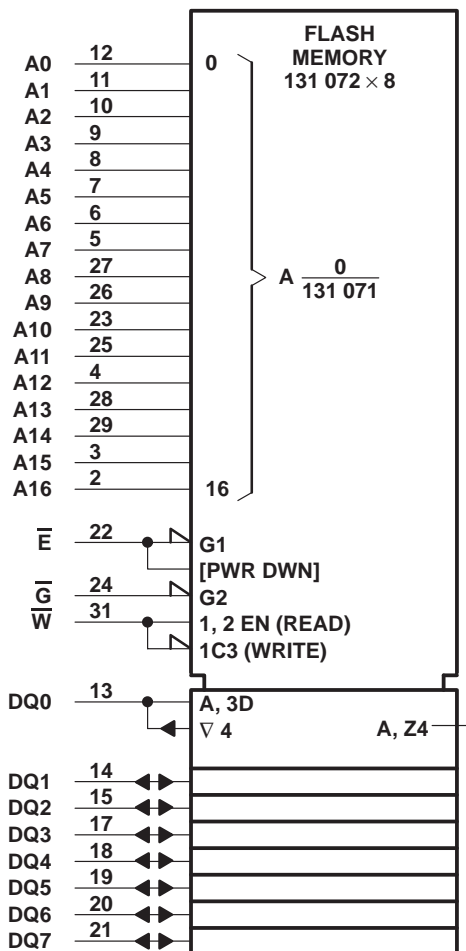 FLASH
MEMORY
131 072 × 8
A0 12 0
A1 11
A2 10
A3 9
A4 8
A5 7
A6 6
A7 5
A8 27
A 0
131 071
A9 26
A10 23
A11 25
A12 4
A13 28
A14 29
A15 3
A16 2 16
E̅ 22 G1
[PWR DWN]
G̅ 24 G2
W̅ 31 1, 2 EN (READ)
1C3 (WRITE)
DQ0 13 A, 3D
∇ 4 A, Z4
DQ1 14
DQ2 15
DQ3 17
DQ4 18
DQ5 19
DQ6 20
DQ7 21